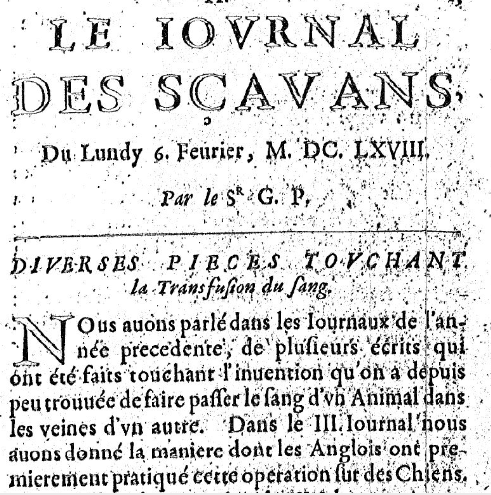 LE IOVRNAL
DES SÇAVANS,
Du Lundy 6. Feurier, M. DC. LXVIII.
Par le Sᴿ G. P.
DIVERSES PIECES TOVCHANT
la Transfusion du sang.
NOus auons parlé dans les Iournaux de l'an-
née precedente, de plusieurs écrits qui
ont été faits touchant l'inuention qu'on a depuis
peu trouuée de faire passer le sang d'vn Animal dans
les veines d'vn autre. Dans le III. Iournal nous
auons donné la maniere dont les Anglois ont pre-
mierement pratiqué cette operation sur des Chiens.